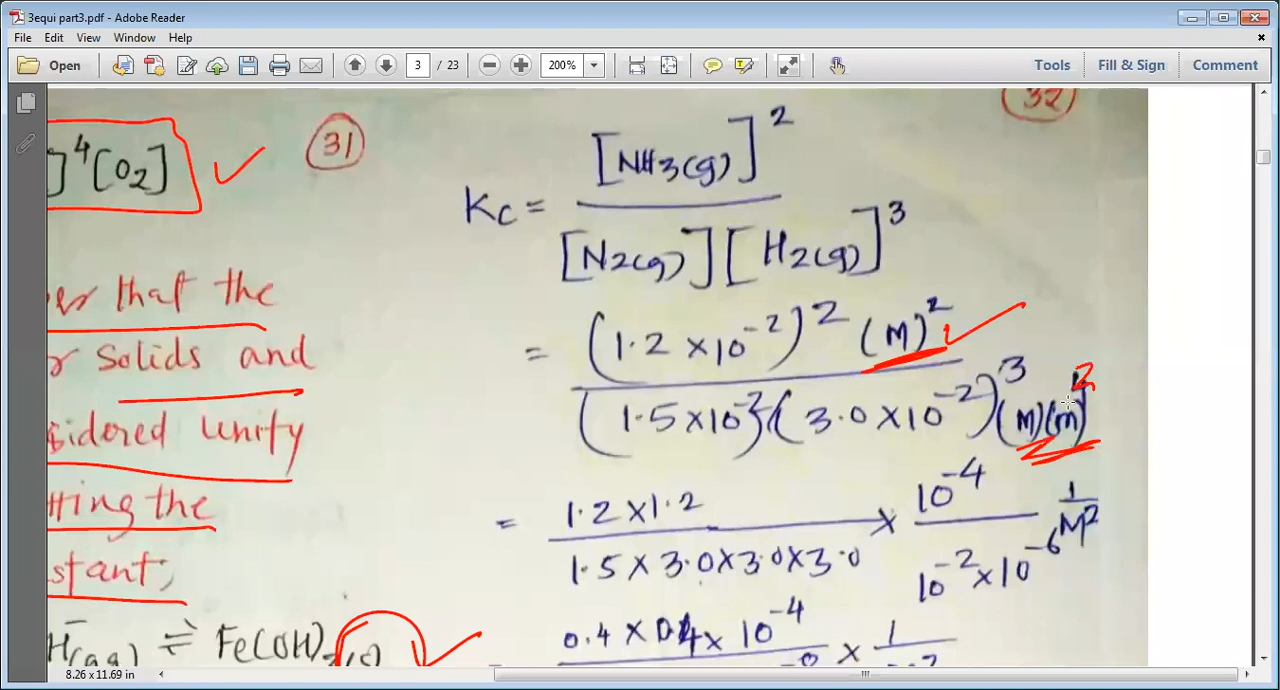 3equi part3.pdf - Adobe Reader
File Edit View Window Help
Open 3 / 23 200% Tools Fill & Sign Comment
]⁴[O₂]
31
that the
solids and
unity
the
(aq) ⇌ Fe(OH)
32
Kc = [NH3(g)]² / [N2(g)][H2(g)]³
= (1.2×10⁻²)² (M)² / (1.5×10⁻²)(3.0×10⁻²)³ (M)(M)
= 1.2×1.2 / 1.5×3.0×3.0×3.0 × 10⁻⁴ / 10⁻²×10⁻⁶ 1/M²
8.26 x 11.69 in